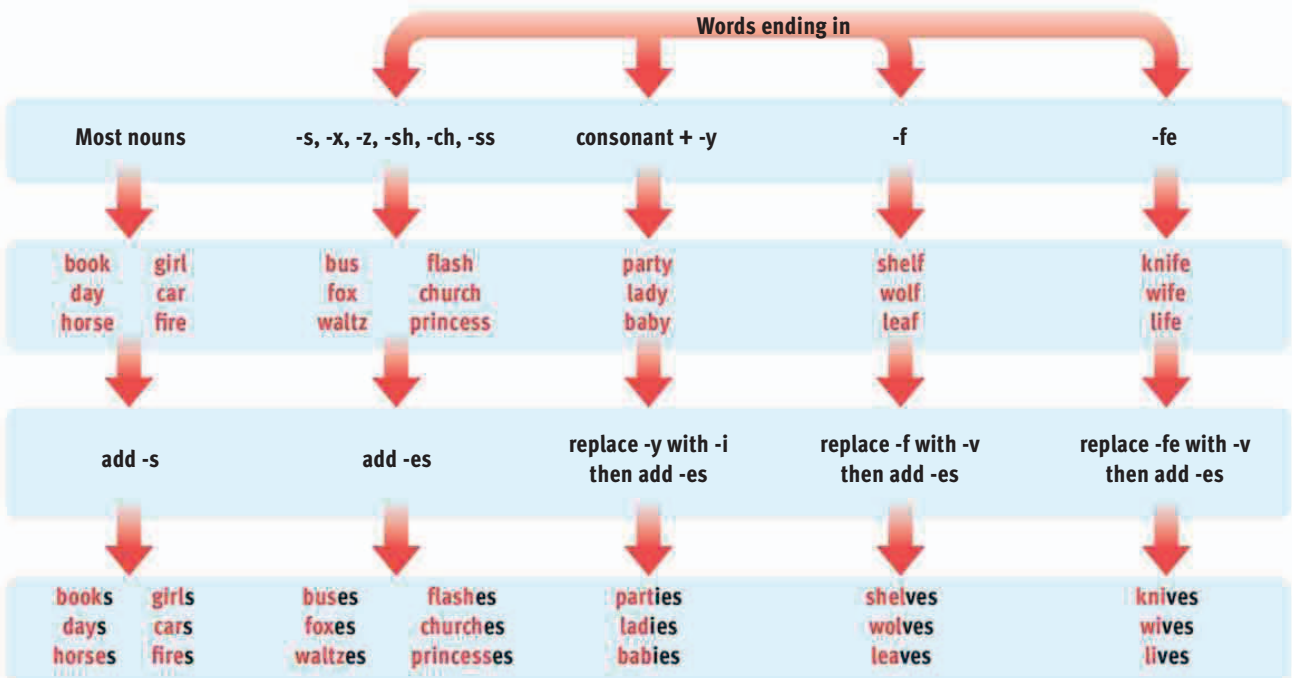 Words ending in
Most nouns -s, -x, -z, -sh, -ch, -ss consonant + -y -f -fe
book girl bus flash party shelf knife
day car fox church lady wolf wife
horse fire waltz princess baby leaf life
add -s add -es replace -y with -i replace -f with -v replace -fe with -v
then add -es then add -es then add -es
books girls buses flashes parties shelves knives
days cars foxes churches ladies wolves wives
horses fires waltzes princesses babies leaves lives